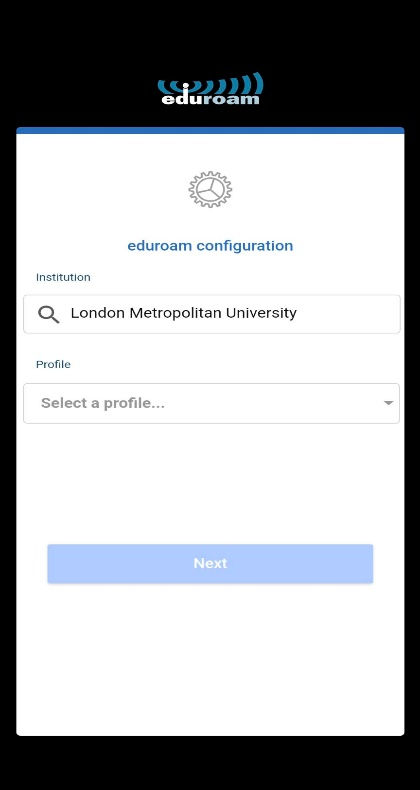 eduroam
eduroam configuration
Institution
London Metropolitan University
Profile
Select a profile...
Next